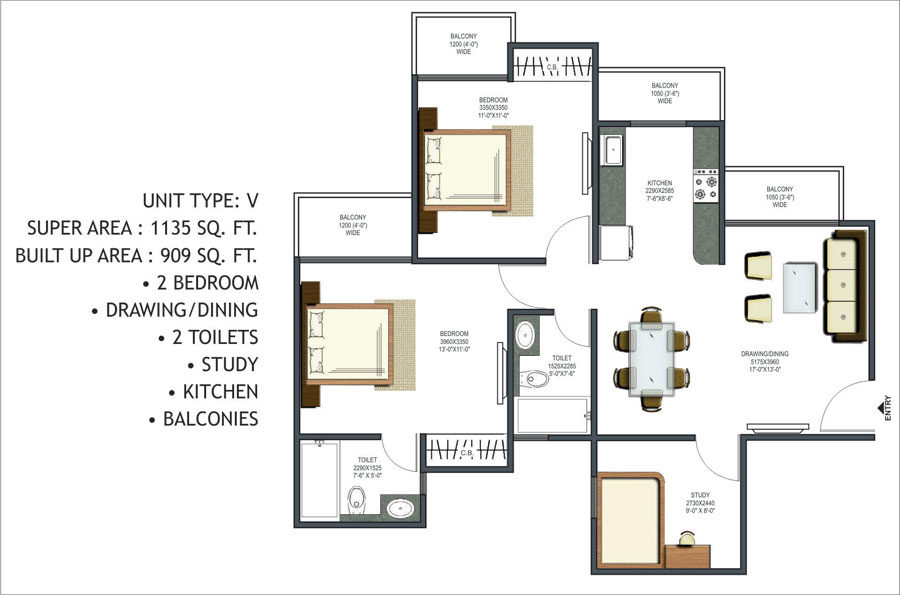 UNIT TYPE: V
SUPER AREA : 1135 SQ. FT.
BUILT UP AREA : 909 SQ. FT.
• 2 BEDROOM
• DRAWING/DINING
• 2 TOILETS
• STUDY
• KITCHEN
• BALCONIES
BALCONY
1200 (4'-0")
WIDE
C.B.
BEDROOM
3350X3350
11'-0"X11'-0"
BALCONY
1050 (3'-6")
WIDE
KITCHEN
2290X2585
7'-6"X8'-6"
BALCONY
1050 (3'-6")
WIDE
BALCONY
1200 (4'-0")
WIDE
BEDROOM
3960X3350
13'-0"X11'-0"
TOILET
1525X2285
5'-0"X7'-6"
DRAWING/DINING
5175X3960
17'-0"X13'-0"
ENTRY
C.B.
TOILET
2290X1525
7'-6" X 5'-0"
STUDY
2730X2440
9'-0" X 8'-0"